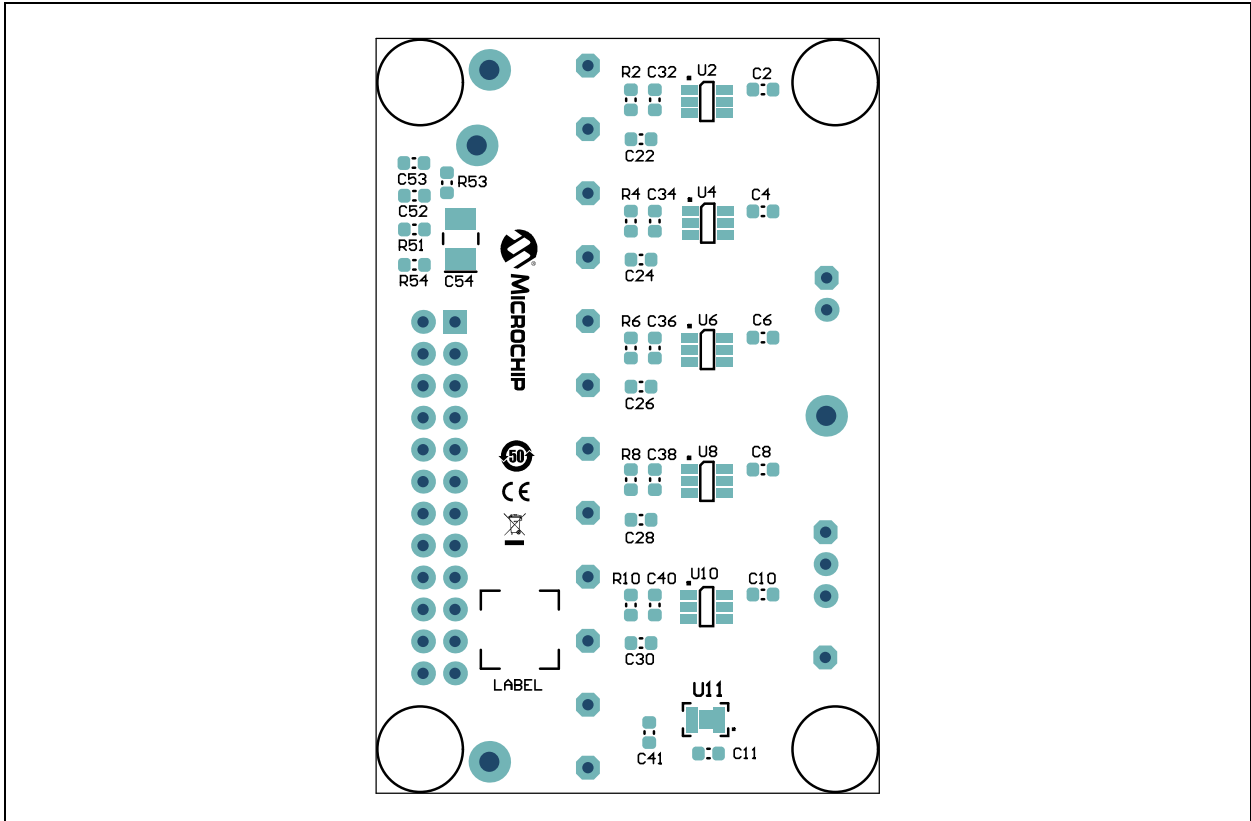 R2 C32 U2 C2
C22
C53 R53
C52
R4 C34 U4 C4
R51
C24
R54 C54
MICROCHIP
®
R6 C36 U6 C6
C26
50
R8 C38 U8 C8
CE
C28
R10 C40 U10 C10
C30
LABEL
U11
C41 C11